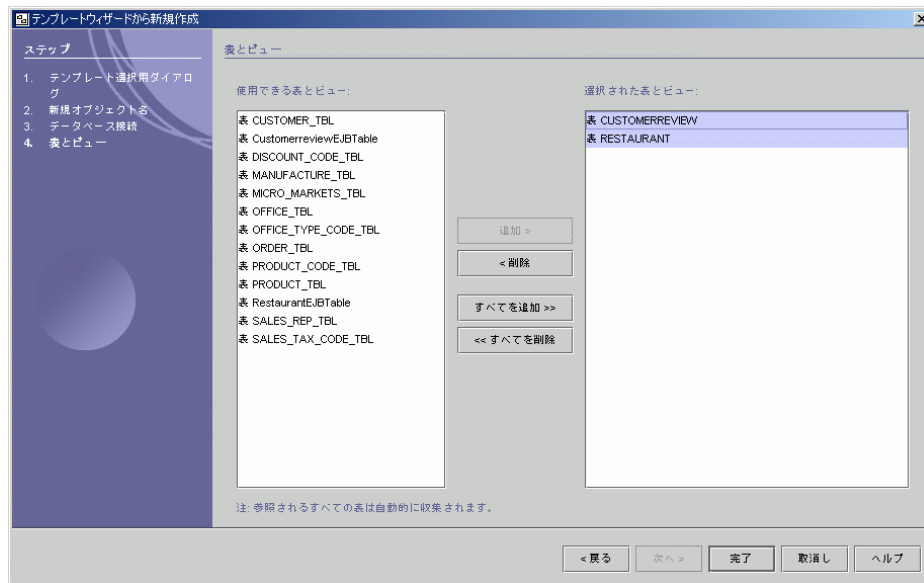 テンプレートウィザードから新規作成
ステップ
1. テンプレート選択用ダイアロ
グ
2. 新規オブジェクト名
3. データベース接続
4. 表とビュー
表とビュー
使用できる表とビュー:
表 CUSTOMER_TBL
表 CustomerreviewEJBTable
表 DISCOUNT_CODE_TBL
表 MANUFACTURE_TBL
表 MICRO_MARKETS_TBL
表 OFFICE_TBL
表 OFFICE_TYPE_CODE_TBL
表 ORDER_TBL
表 PRODUCT_CODE_TBL
表 PRODUCT_TBL
表 RestaurantEJBTable
表 SALES_REP_TBL
表 SALES_TAX_CODE_TBL
追加 >
< 削除
すべてを追加 >>
<< すべてを削除
選択された表とビュー:
表 CUSTOMERREVIEW
表 RESTAURANT
注: 参照されるすべての表は自動的に収集されます。
< 戻る
次へ >
完了
取消し
ヘルプ